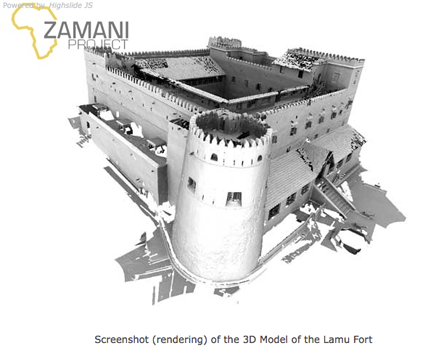 Powered by Highslide JS
ZAMANI
PROJECT
Screenshot (rendering) of the 3D Model of the Lamu Fort